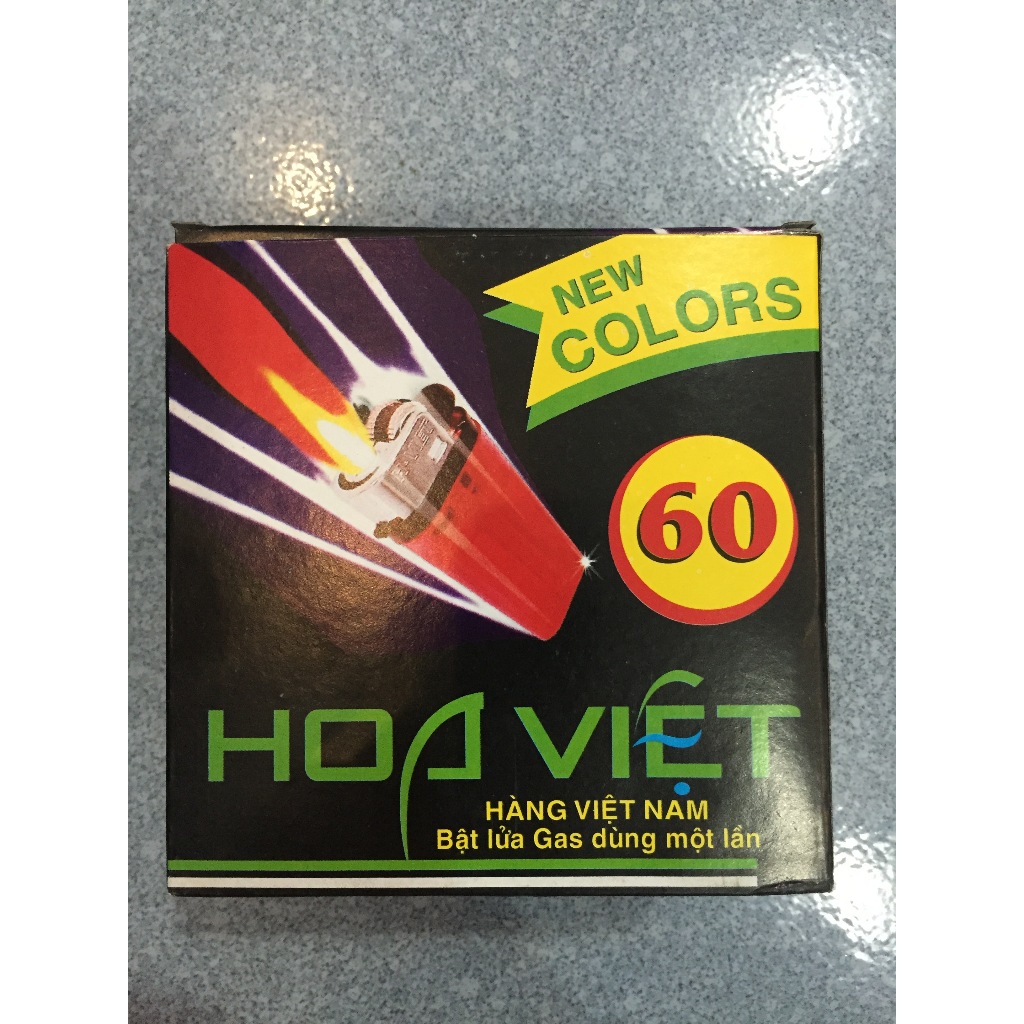 NEW
COLORS
60
HOA VIỆT
HÀNG VIỆT NAM
Bật lửa Gas dùng một lần